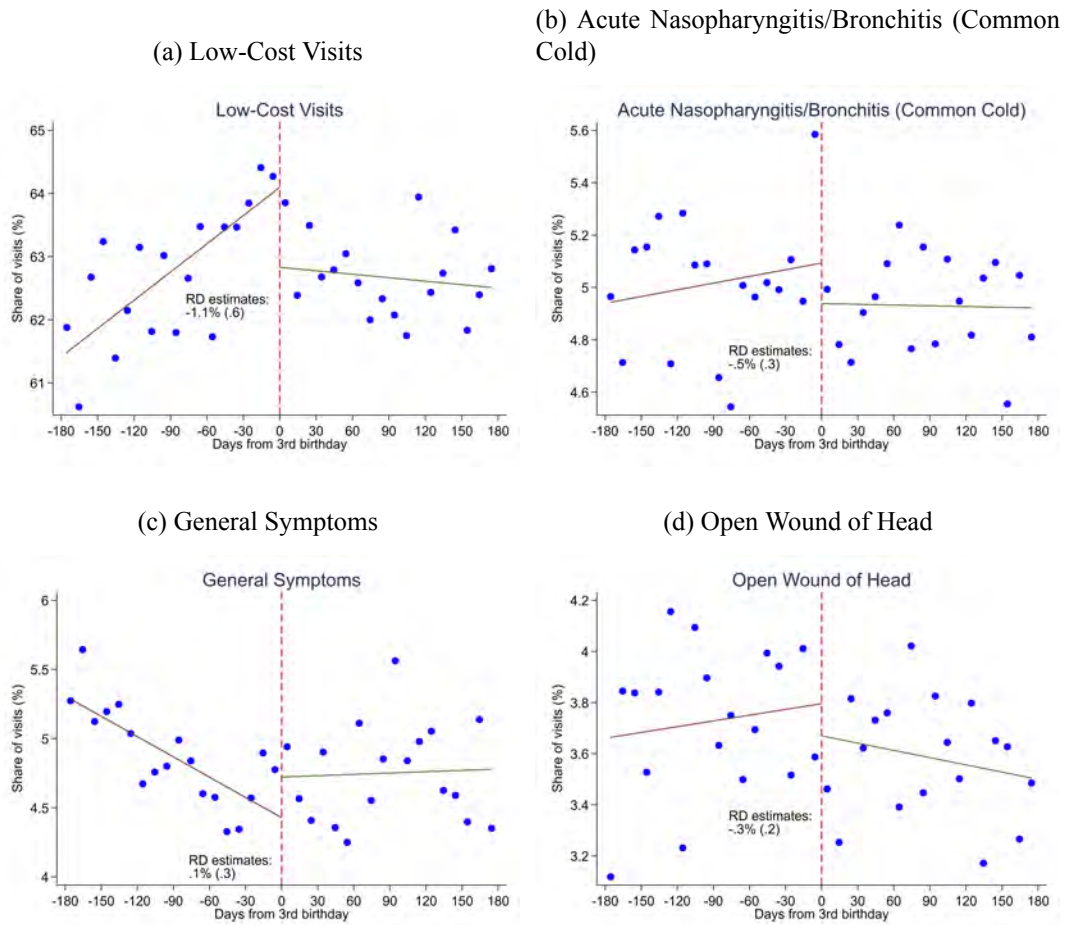 (a) Low-Cost Visits
(b) Acute Nasopharyngitis/Bronchitis (Common
Cold)
Low-Cost Visits
65
64
63
62
61
Share of visits (%)
RD estimates:
-1.1% (.6)
-180 -150 -120 -90 -60 -30 0 30 60 90 120 150 180
Days from 3rd birthday
Acute Nasopharyngitis/Bronchitis (Common Cold)
5.6
5.4
5.2
5
4.8
4.6
Share of visits (%)
RD estimates:
-.5% (.3)
-180 -150 -120 -90 -60 -30 0 30 60 90 120 150 180
Days from 3rd birthday
(c) General Symptoms
(d) Open Wound of Head
General Symptoms
6
5.5
5
4.5
4
Share of visits (%)
RD estimates:
.1% (.3)
-180 -150 -120 -90 -60 -30 0 30 60 90 120 150 180
Days from 3rd birthday
Open Wound of Head
4.2
4
3.8
3.6
3.4
3.2
Share of visits (%)
RD estimates:
-.3% (.2)
-180 -150 -120 -90 -60 -30 0 30 60 90 120 150 180
Days from 3rd birthday